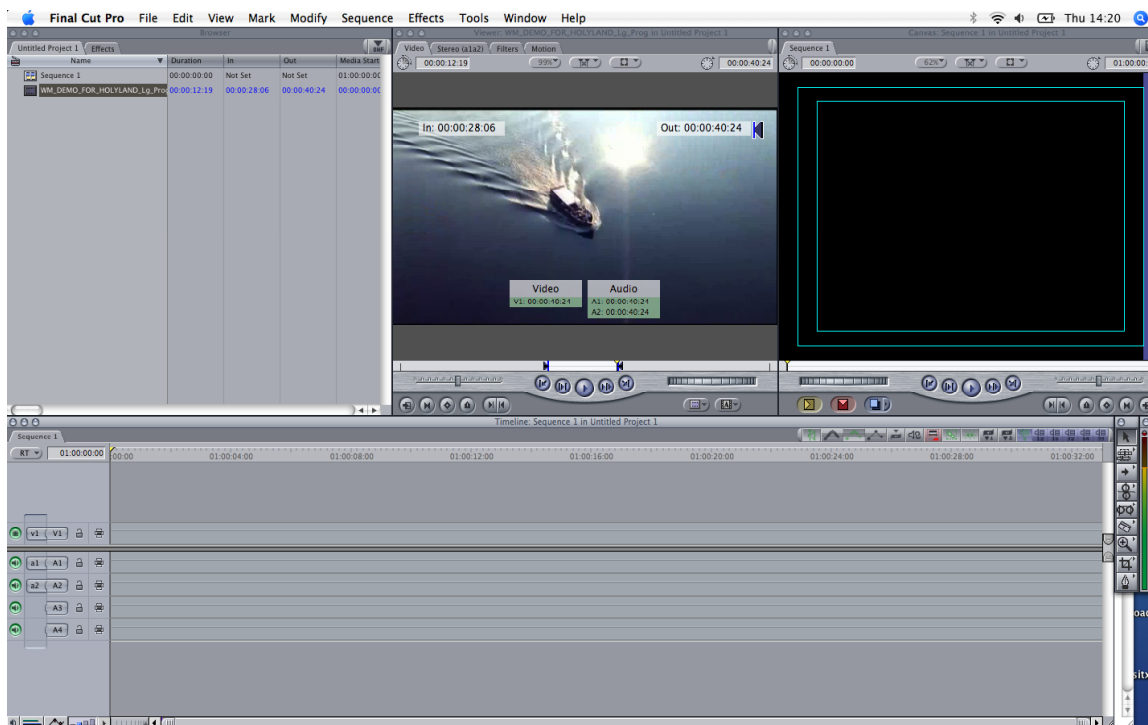 Final Cut Pro File Edit View Mark Modify Sequence Effects Tools Window Help Thu 14:20
Browser
Untitled Project 1 Effects
Name Duration In Out Media Start
Sequence 1 00:00:00:00 Not Set Not Set 01:00:00:00
WM_DEMO_FOR_HOLYLAND_Lg_Prog 00:00:12:19 00:00:28:06 00:00:40:24 00:00:00:00
Viewer: WM_DEMO_FOR_HOLYLAND_Lg_Prog in Untitled Project 1
Video Stereo (a1a2) Filters Motion
00:00:12:19 99% 00:00:40:24
In: 00:00:28:06 Out: 00:00:40:24
Video Audio
V1: 00:00:40:24 A1: 00:00:40:24
A2: 00:00:40:24
Canvas: Sequence 1 in Untitled Project 1
Sequence 1
00:00:00:00 62% 01:00:00:
Timeline: Sequence 1 in Untitled Project 1
Sequence 1
RT 01:00:00:00 00:00 01:00:04:00 01:00:08:00 01:00:12:00 01:00:16:00 01:00:20:00 01:00:24:00 01:00:28:00 01:00:32:00
v1 V1
a1 A1
a2 A2
A3
A4